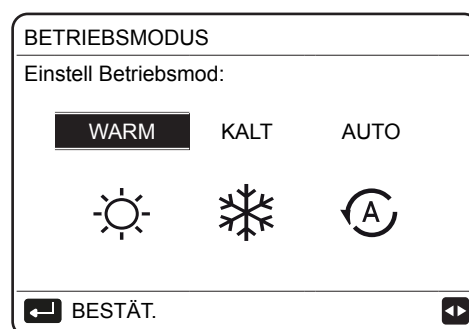 BETRIEBSMODUS
Einstell Betriebsmod:
WARM KALT AUTO
A
BESTÄT.